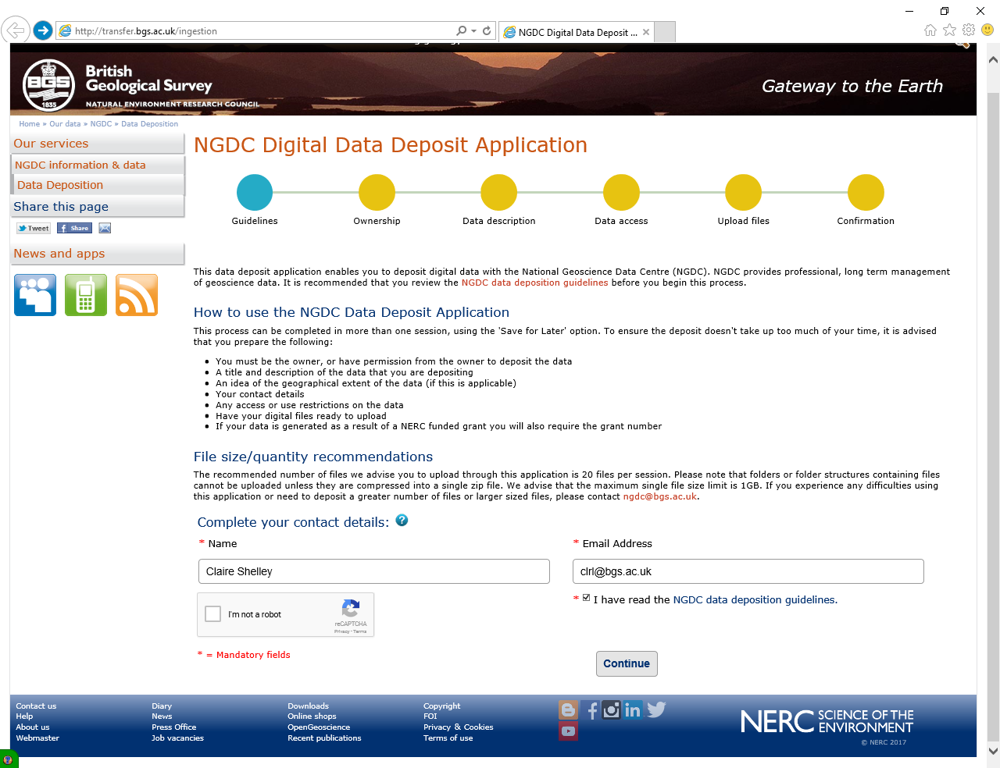 http://transfer.bgs.ac.uk/ingestion
NGDC Digital Data Deposit ...
BGS
1835
British
Geological Survey
NATURAL ENVIRONMENT RESEARCH COUNCIL
Gateway to the Earth
Home » Our data » NGDC » Data Deposition
Our services
NGDC information & data
Data Deposition
Share this page
Tweet
f Share
News and apps
NGDC Digital Data Deposit Application
Guidelines
Ownership
Data description
Data access
Upload files
Confirmation
This data deposit application enables you to deposit digital data with the National Geoscience Data Centre (NGDC). NGDC provides professional, long term management
of geoscience data. It is recommended that you review the NGDC data deposition guidelines before you begin this process.
How to use the NGDC Data Deposit Application
This process can be completed in more than one session, using the 'Save for Later' option. To ensure the deposit doesn't take up too much of your time, it is advised
that you prepare the following:
You must be the owner, or have permission from the owner to deposit the data
A title and description of the data that you are depositing
An idea of the geographical extent of the data (if this is applicable)
Your contact details
Any access or use restrictions on the data
Have your digital files ready to upload
If your data is generated as a result of a NERC funded grant you will also require the grant number
File size/quantity recommendations
The recommended number of files we advise you to upload through this application is 20 files per session. Please note that folders or folder structures containing files
cannot be uploaded unless they are compressed into a single zip file. We advise that the maximum single file size limit is 1GB. If you experience any difficulties using
this application or need to deposit a greater number of files or larger sized files, please contact ngdc@bgs.ac.uk.
Complete your contact details: ?
* Name
* Email Address
Claire Shelley
clrl@bgs.ac.uk
I'm not a robot
reCAPTCHA
Privacy - Terms
* I have read the NGDC data deposition guidelines.
* = Mandatory fields
Continue
Contact us
Help
About us
Webmaster
Diary
News
Press Office
Job vacancies
Downloads
Online shops
OpenGeoscience
Recent publications
Copyright
FOI
Privacy & Cookies
Terms of use
NERC SCIENCE OF THE
ENVIRONMENT
© NERC 2017